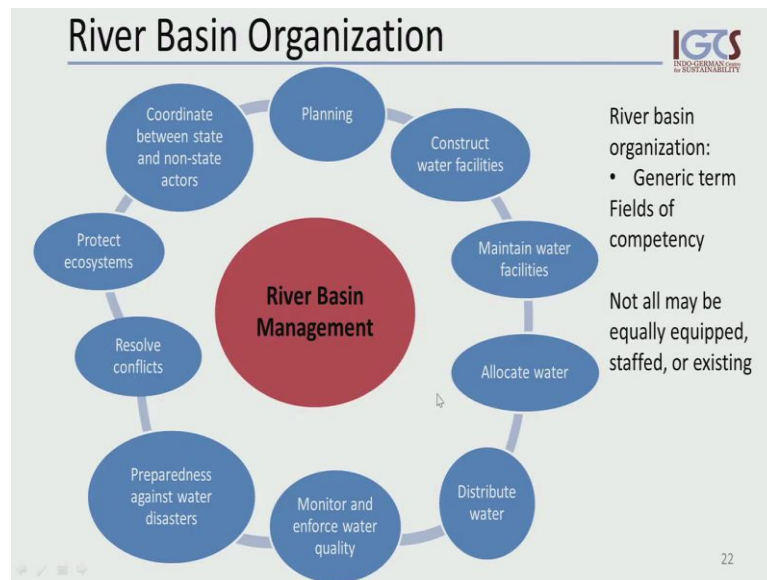 River Basin Organization
IGCS
INDO-GERMAN Centre
for SUSTAINABILITY
Planning
Construct
water facilities
Maintain water
facilities
Allocate water
Distribute
water
Monitor and
enforce water
quality
Preparedness
against water
disasters
Resolve
conflicts
Protect
ecosystems
Coordinate
between state
and non-state
actors
River Basin
Management
River basin
organization:
• Generic term
Fields of
competency
Not all may be
equally equipped,
staffed, or existing
22